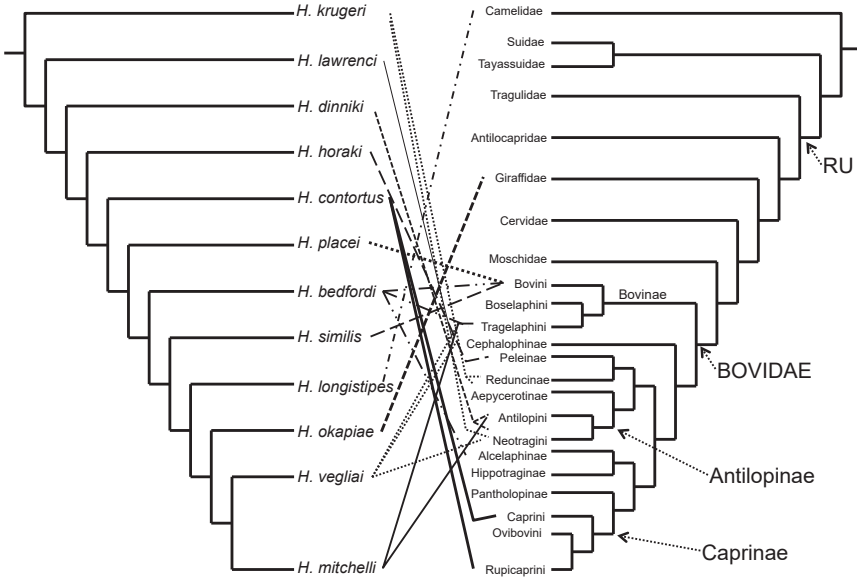 H. krugeri
H. lawrenci
H. dinniki
H. horaki
H. contortus
H. placei
H. bedfordi
H. similis
H. longistipes
H. okapiae
H. vegliai
H. mitchelli
Camelidae
Suidae
Tayassuidae
Tragulidae
Antilocapridae
Giraffidae
Cervidae
Moschidae
Bovini
Boselaphini
Tragelaphini
Cephalophinae
Peleinae
Reduncinae
Aepycerotinae
Antilopini
Neotragini
Alcelaphinae
Hippotraginae
Pantholopinae
Caprini
Ovibovini
Rupicaprini
RU
Bovinae
BOVIDAE
Antilopinae
Caprinae